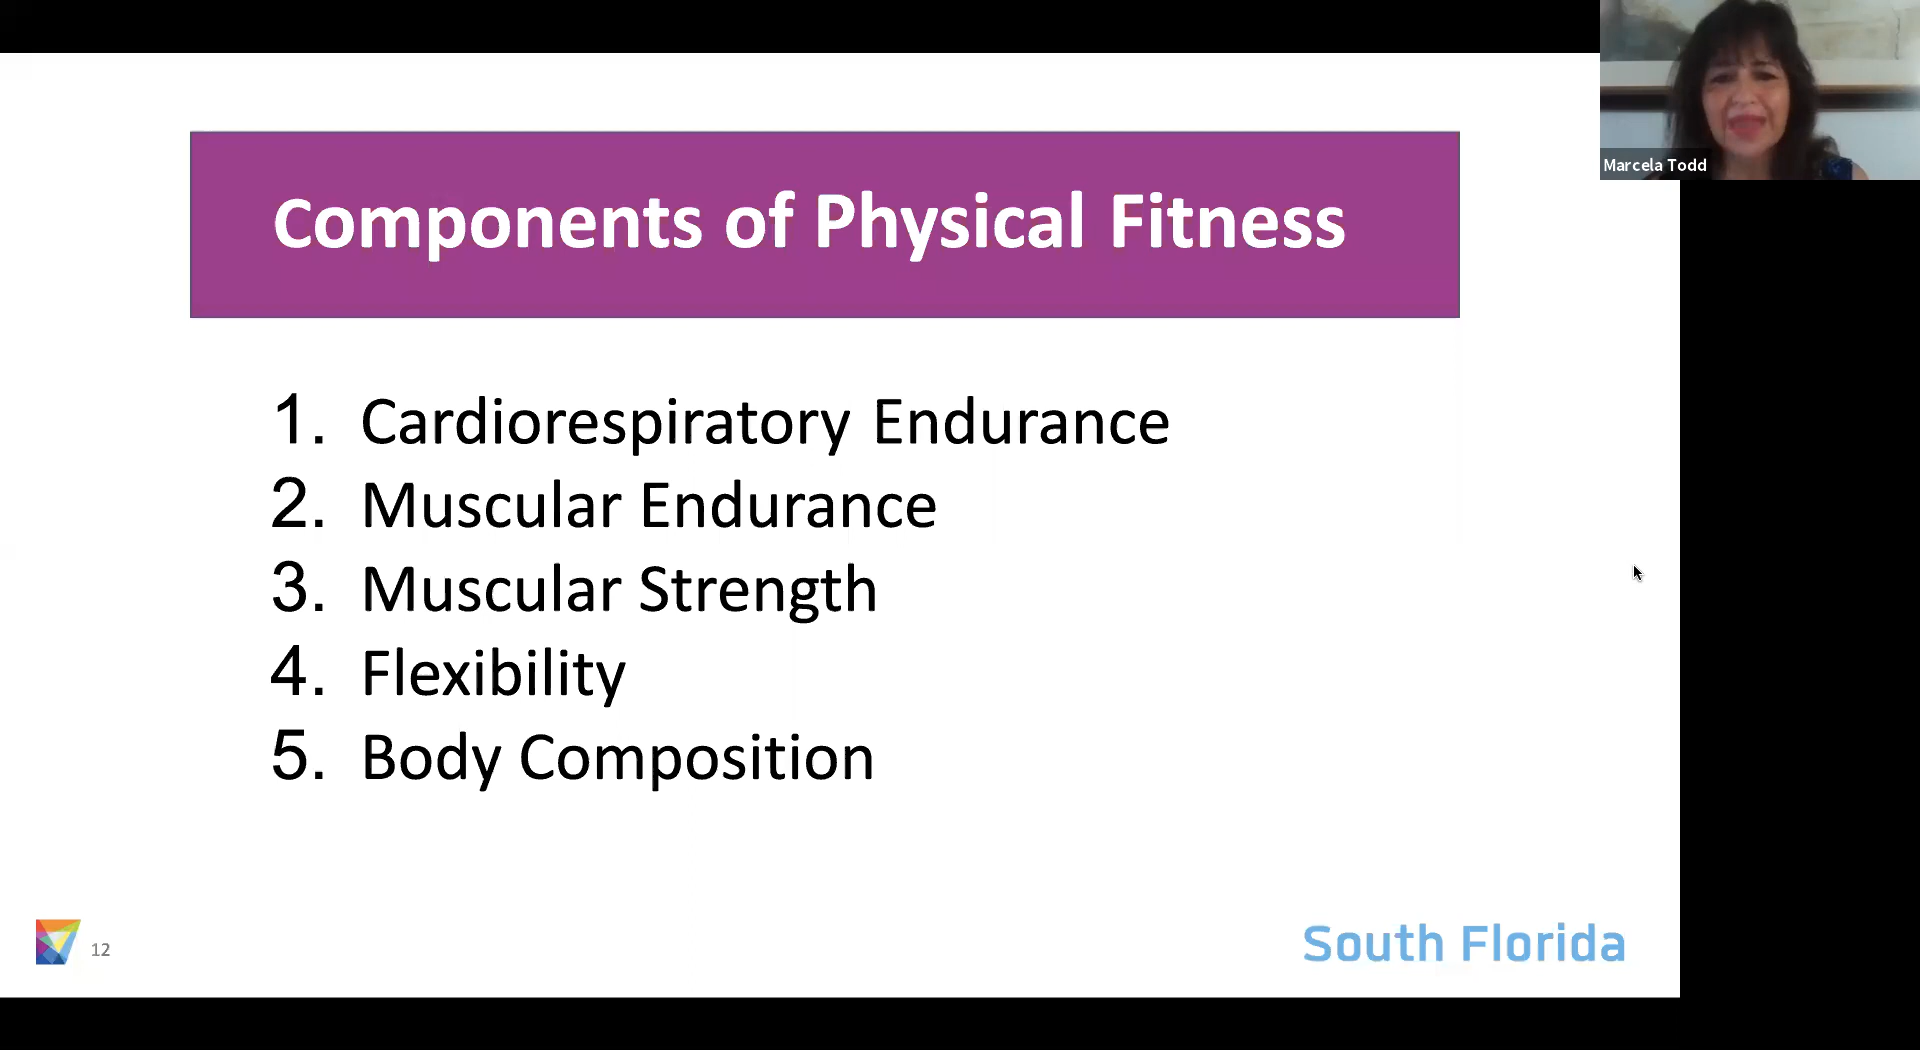 Marcela Todd
Components of Physical Fitness
1. Cardiorespiratory Endurance
2. Muscular Endurance
3. Muscular Strength
4. Flexibility
5. Body Composition
12
South Florida